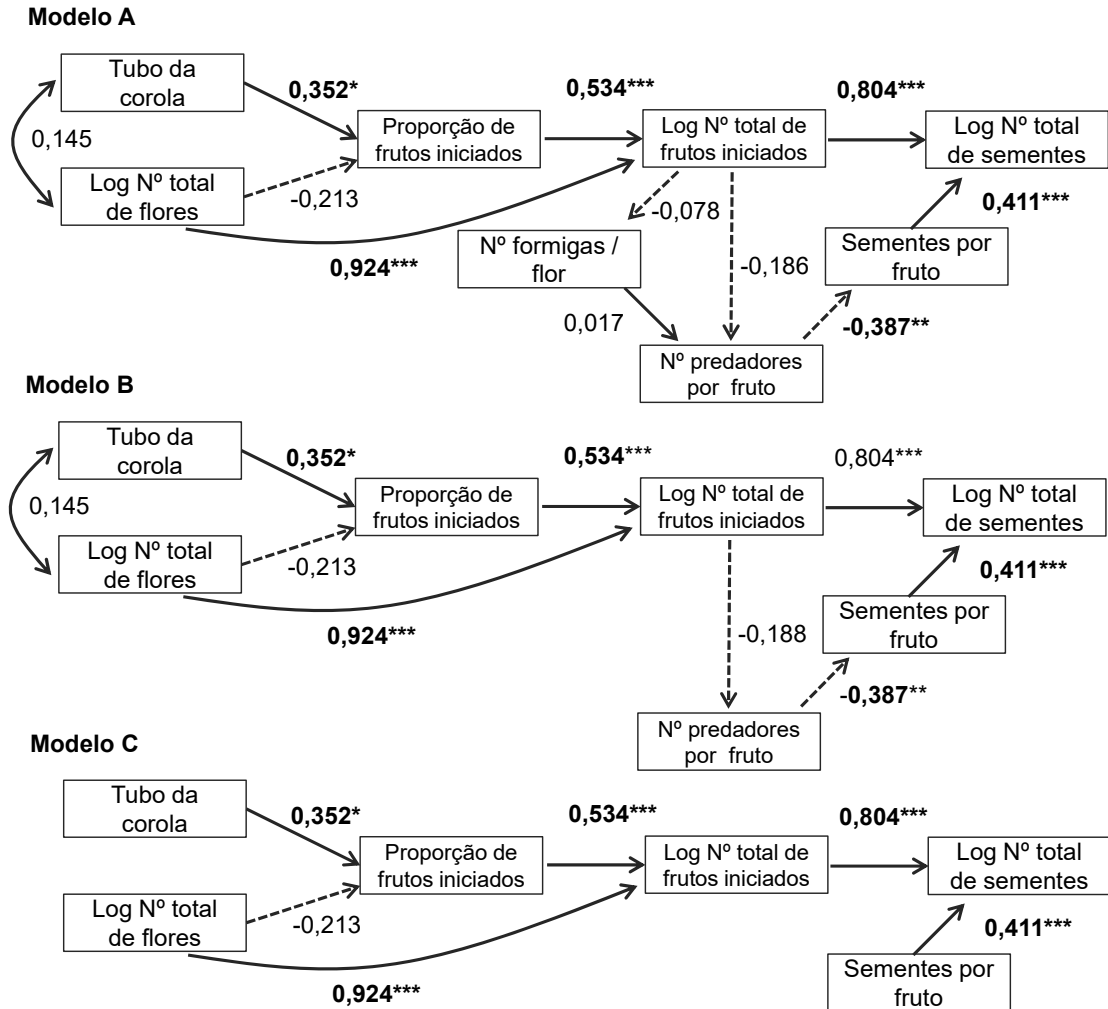 Modelo A
Tubo da
corola
0,352*
0,534***
0,804***
0,145
Proporção de
frutos iniciados
Log Nº total de
frutos iniciados
Log Nº total
de sementes
Log Nº total
de flores
-0,213
-0,078
0,411***
0,924***
Nº formigas /
flor
-0,186
Sementes por
fruto
0,017
-0,387**
Nº predadores
por fruto
Modelo B
Tubo da
corola
0,352*
0,534***
0,804***
0,145
Proporção de
frutos iniciados
Log Nº total de
frutos iniciados
Log Nº total
de sementes
Log Nº total
de flores
-0,213
0,411***
0,924***
-0,188
Sementes por
fruto
-0,387**
Nº predadores
por fruto
Modelo C
Tubo da
corola
0,352*
0,534***
0,804***
Proporção de
frutos iniciados
Log Nº total de
frutos iniciados
Log Nº total
de sementes
Log Nº total
de flores
-0,213
0,411***
0,924***
Sementes por
fruto